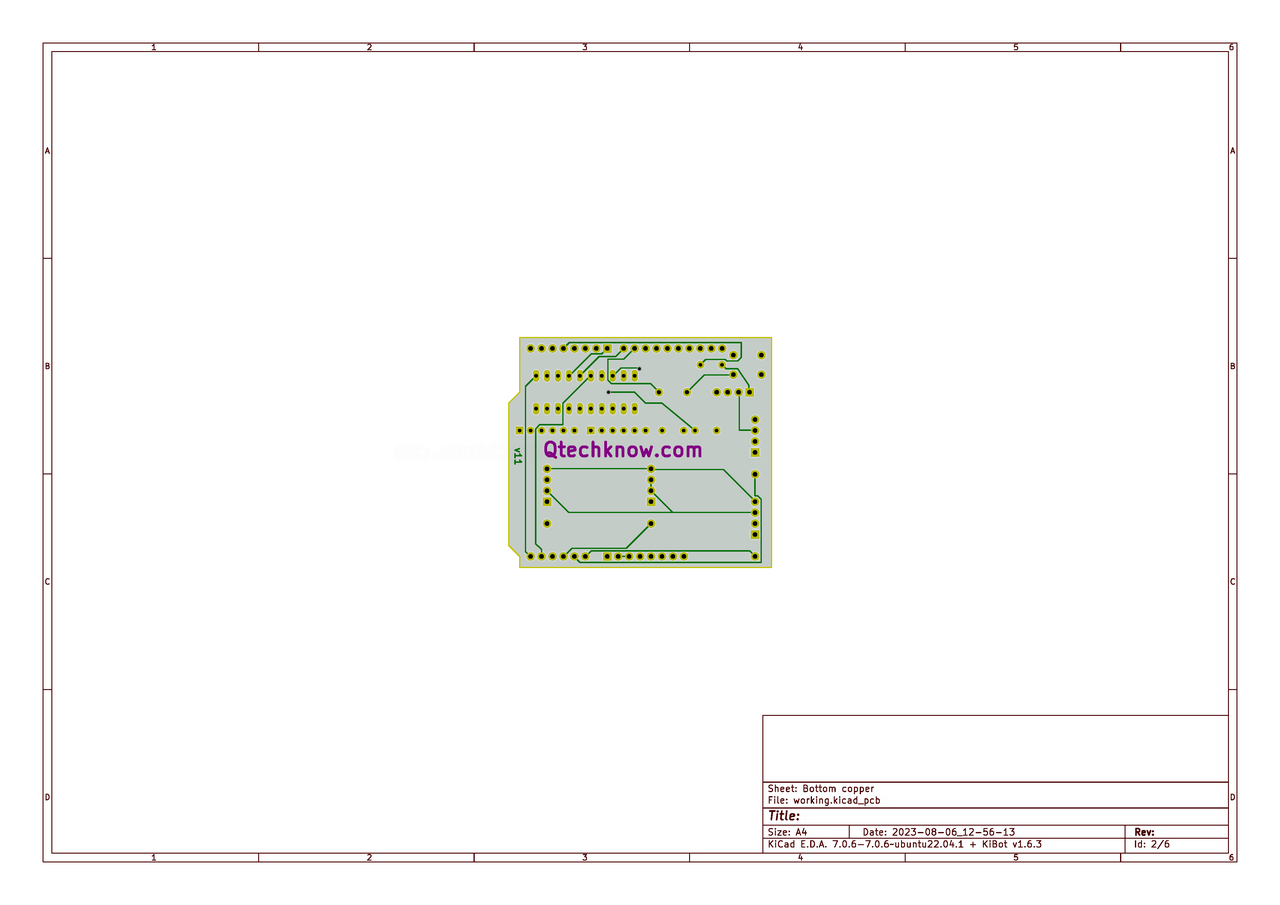 1 2 3 4 5 6
A A
B B
Qtechknow.com
v11
C C
D D
Sheet: Bottom copper
File: working.kicad_pcb
Title:
Size: A4 Date: 2023-08-06_12-56-13 Rev:
KiCad E.D.A. 7.0.6-7.0.6~ubuntu22.04.1 + KiBot v1.6.3 Id: 2/6
1 2 3 4 5 6